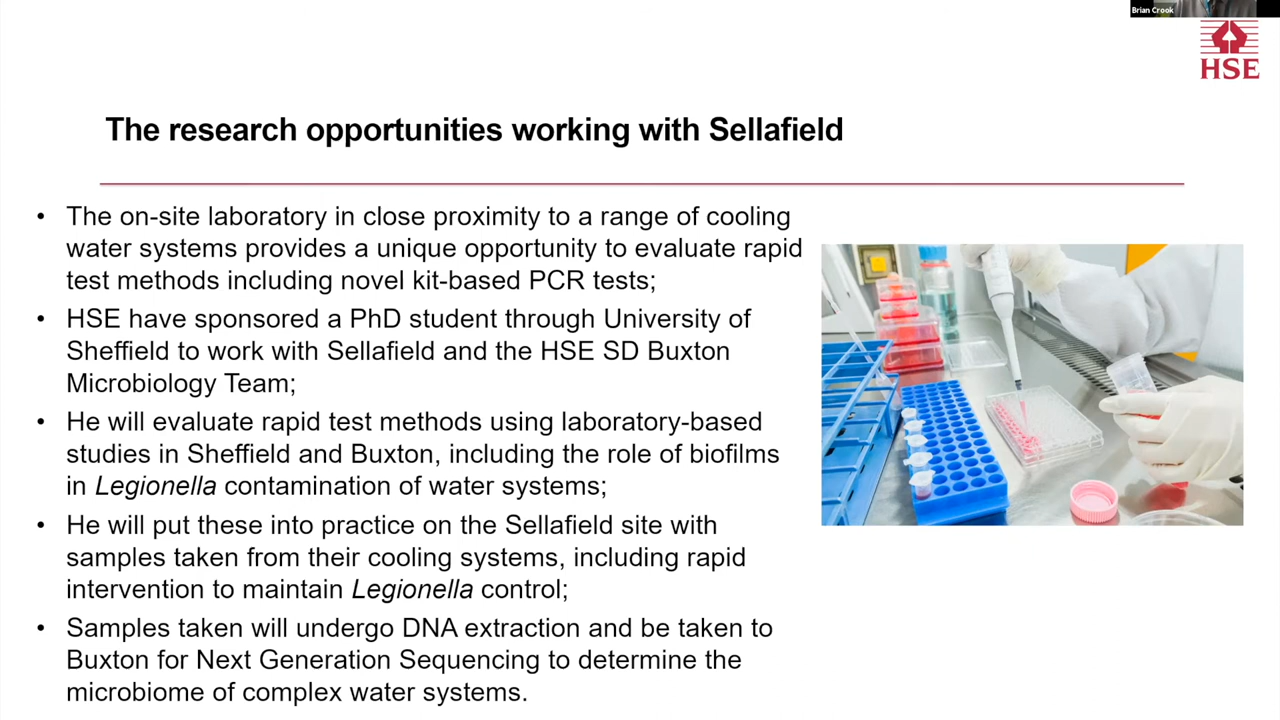 Brian Crook
HSE
The research opportunities working with Sellafield
• The on-site laboratory in close proximity to a range of cooling
water systems provides a unique opportunity to evaluate rapid
test methods including novel kit-based PCR tests;
• HSE have sponsored a PhD student through University of
Sheffield to work with Sellafield and the HSE SD Buxton
Microbiology Team;
• He will evaluate rapid test methods using laboratory-based
studies in Sheffield and Buxton, including the role of biofilms
in Legionella contamination of water systems;
• He will put these into practice on the Sellafield site with
samples taken from their cooling systems, including rapid
intervention to maintain Legionella control;
• Samples taken will undergo DNA extraction and be taken to
Buxton for Next Generation Sequencing to determine the
microbiome of complex water systems.